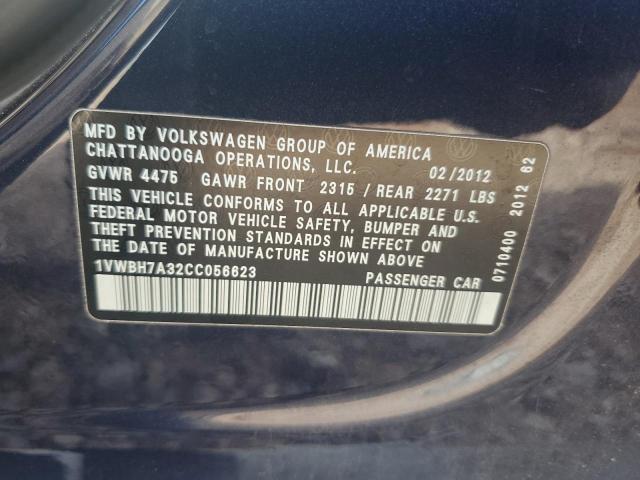 MFD BY VOLKSWAGEN GROUP OF AMERICA
CHATTANOOGA OPERATIONS, LLC. 02/2012
GVWR 4475 GAWR FRONT 2315 / REAR 2271 LBS
THIS VEHICLE CONFORMS TO ALL APPLICABLE U.S.
FEDERAL MOTOR VEHICLE SAFETY, BUMPER AND
THEFT PREVENTION STANDARDS IN EFFECT ON
THE DATE OF MANUFACTURE SHOWN ABOVE
1VWBH7A32CC056623 PASSENGER CAR
0710400 2012 62